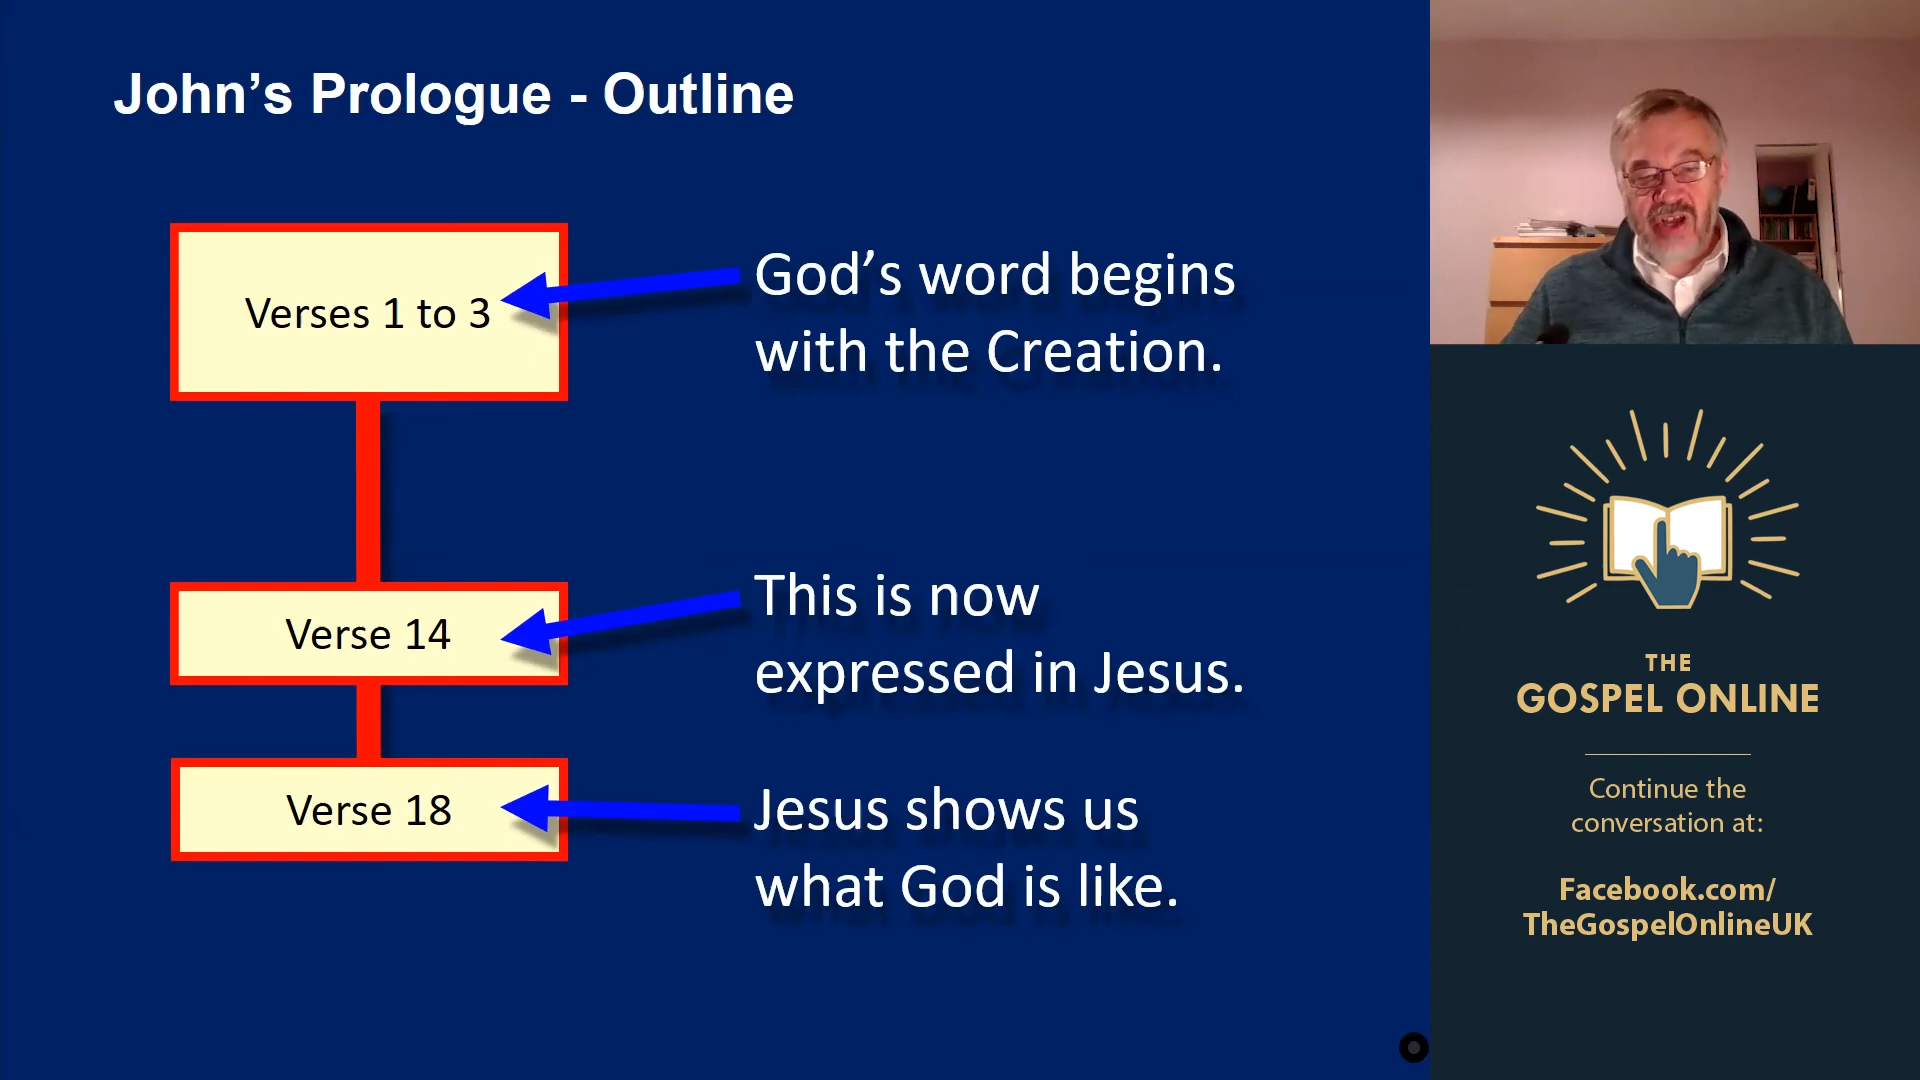 John’s Prologue - Outline
Verses 1 to 3
God’s word begins
with the Creation.
Verse 14
This is now
expressed in Jesus.
Verse 18
Jesus shows us
what God is like.
THE
GOSPEL ONLINE
Continue the
conversation at:
Facebook.com/
TheGospelOnlineUK